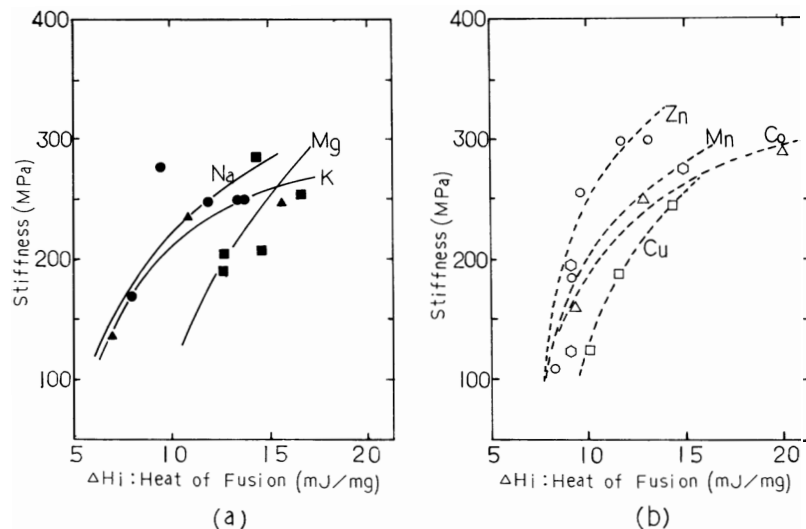 400
300
200
100
Stiffness (MPa)
Na
Mg
K
5
10
15
20
ΔHi : Heat of Fusion (mJ/mg)
(a)
400
300
200
100
Stiffness (MPa)
Zn
Mn
Co
Cu
5
10
15
20
ΔHi : Heat of Fusion (mJ/mg)
(b)